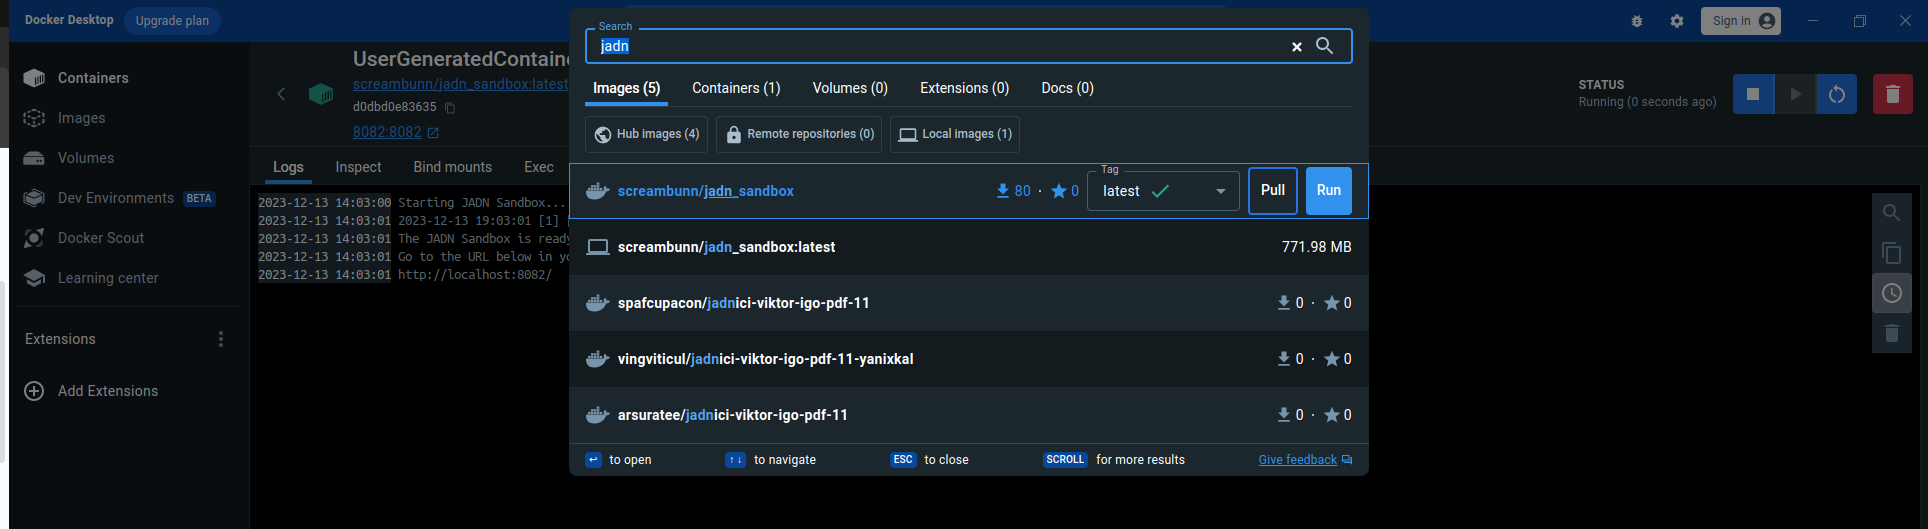 Docker Desktop Upgrade plan Sign in
Containers
Images
Volumes
Dev Environments BETA
Docker Scout
Learning center
Extensions
Add Extensions
UserGeneratedContaine
screambunn/jadn_sandbox:latest
d0dbd0e83635
8082:8082
STATUS
Running (0 seconds ago)
Logs Inspect Bind mounts Exec
2023-12-13 14:03:00 Starting JADN Sandbox...
2023-12-13 14:03:01 2023-12-13 19:03:01 [1]
2023-12-13 14:03:01 The JADN Sandbox is ready
2023-12-13 14:03:01 Go to the URL below in yo
2023-12-13 14:03:01 http://localhost:8082/
Search
jadn
Images (5) Containers (1) Volumes (0) Extensions (0) Docs (0)
Hub images (4) Remote repositories (0) Local images (1)
screambunn/jadn_sandbox 80 · 0 Tag latest Pull Run
screambunn/jadn_sandbox:latest 771.98 MB
spafcupacon/jadnici-viktor-igo-pdf-11 0 · 0
vingviticul/jadnici-viktor-igo-pdf-11-yanixkal 0 · 0
arsuratee/jadnici-viktor-igo-pdf-11 0 · 0
↩ to open ↑ ↓ to navigate ESC to close SCROLL for more results Give feedback